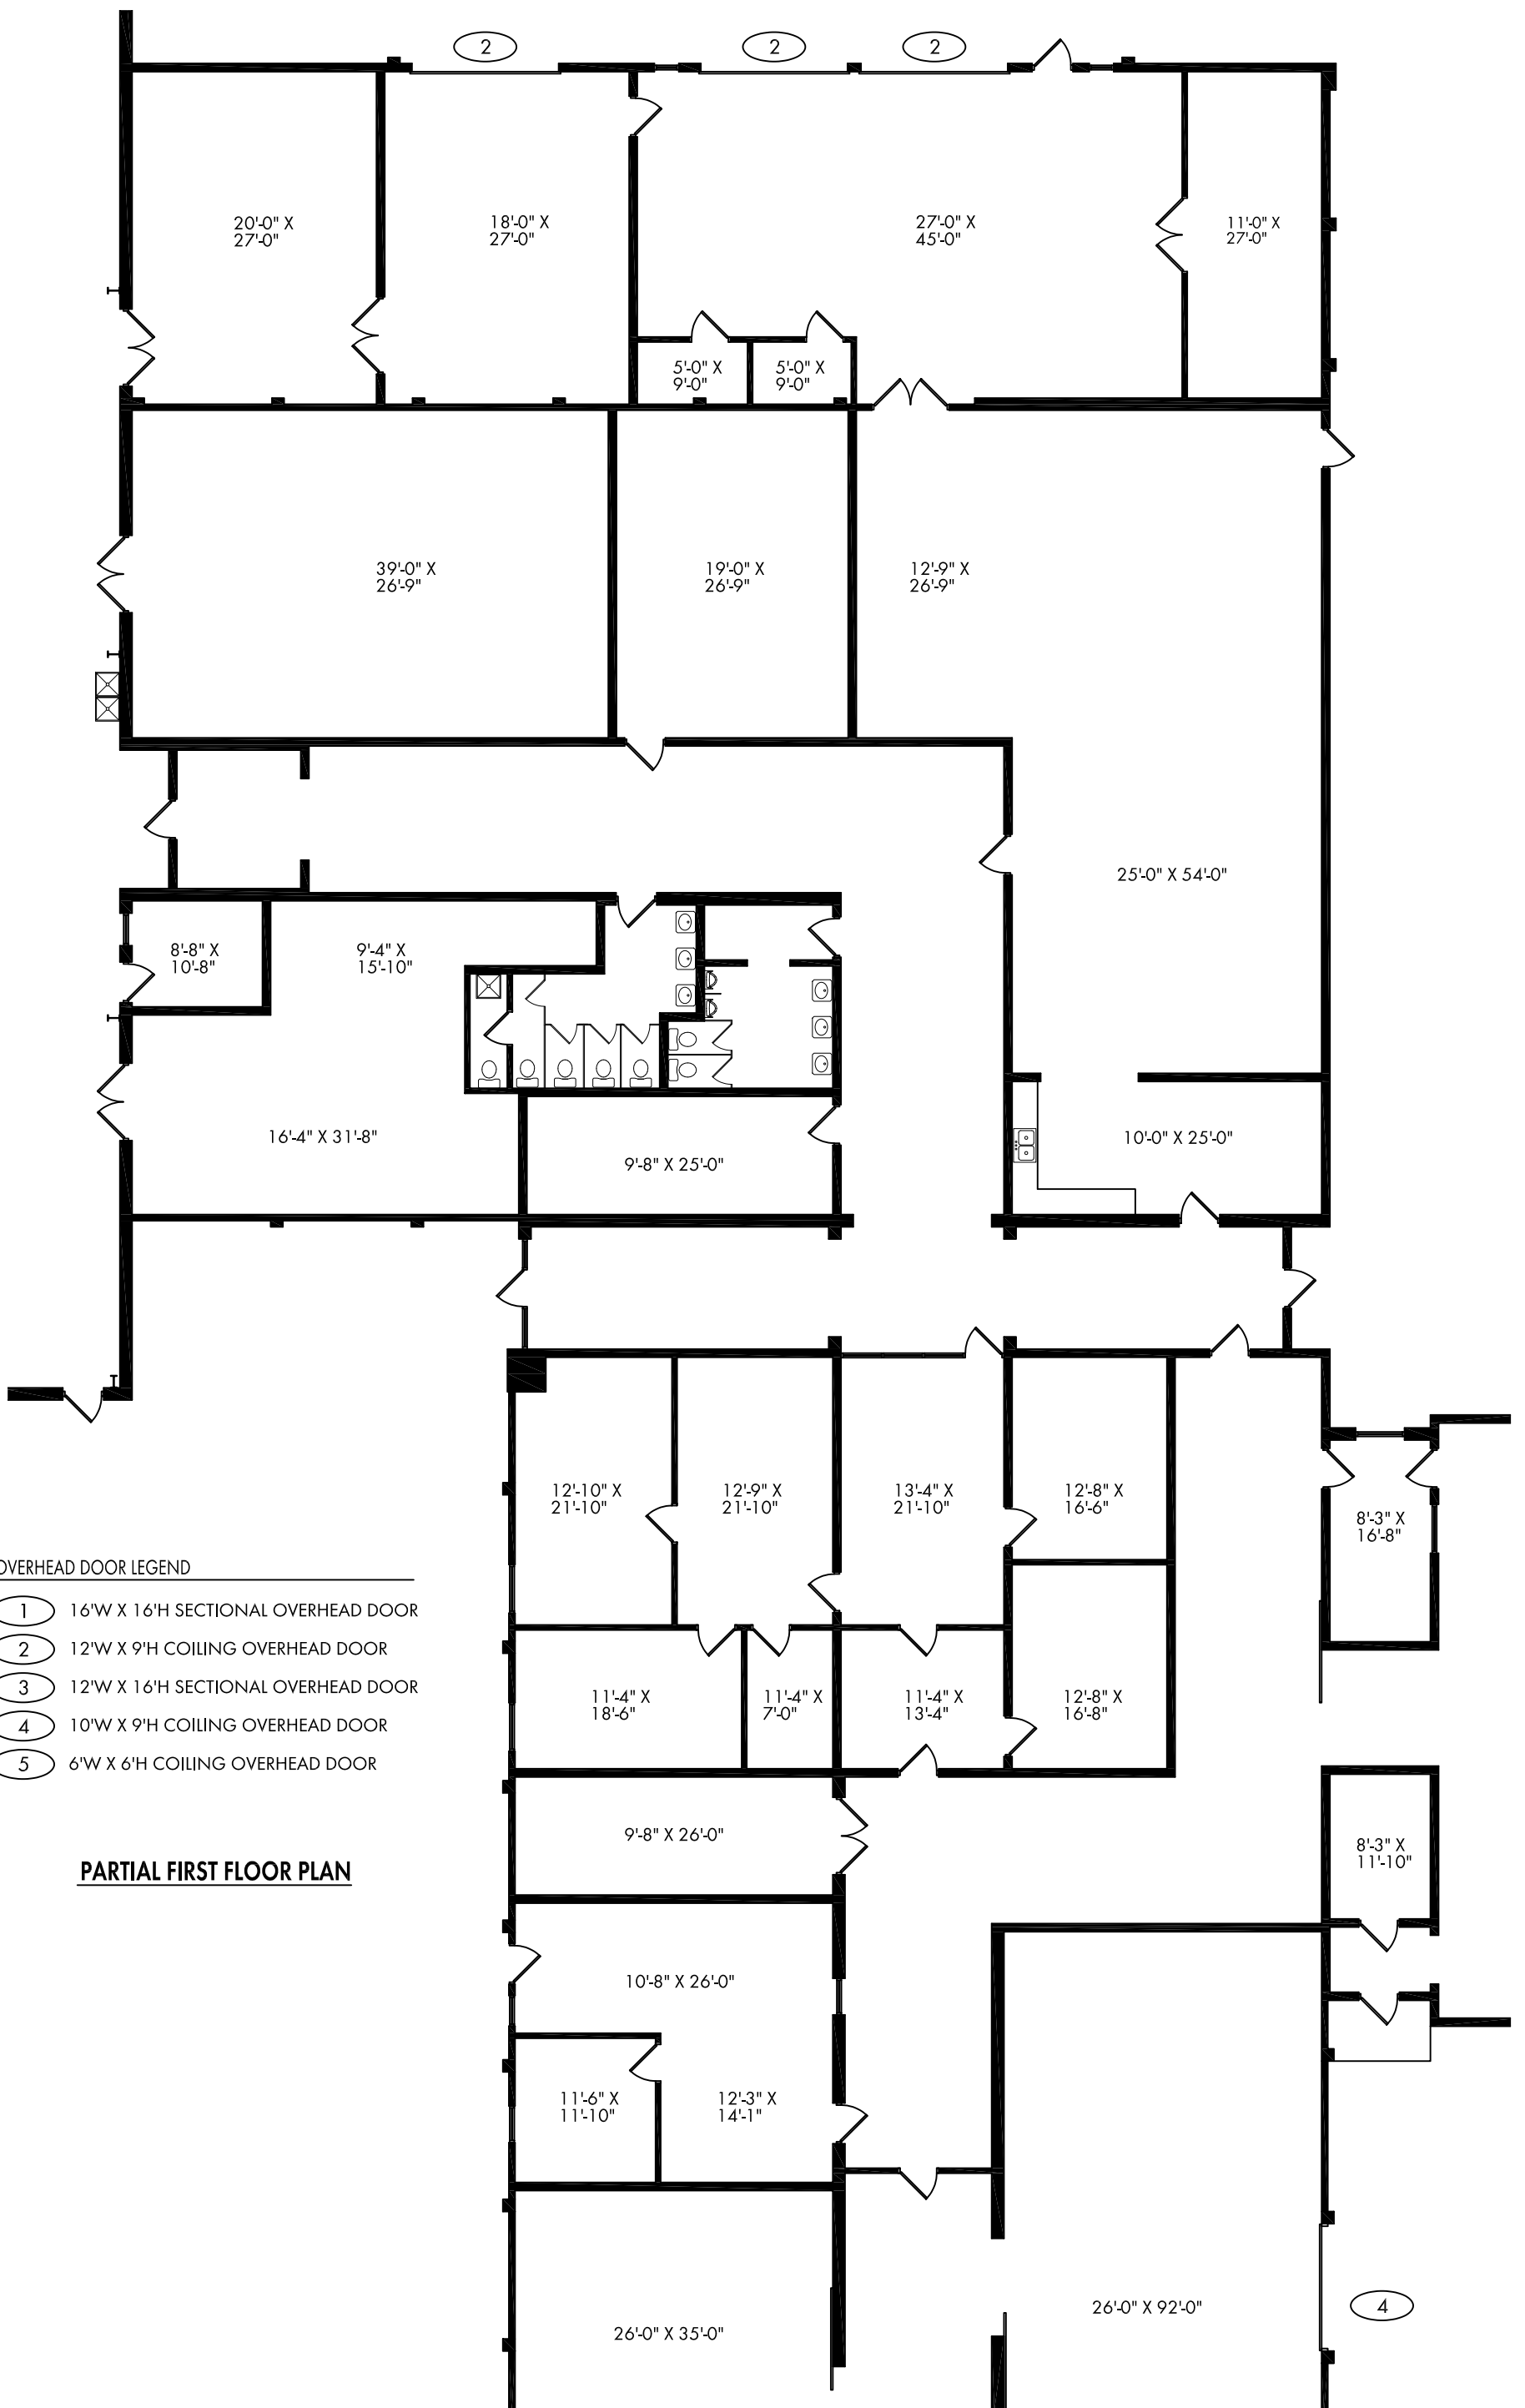 2
2
2
20'-0" X
27'-0"
18'-0" X
27'-0"
27'-0" X
45'-0"
11'-0" X
27'-0"
5'-0" X
9'-0"
5'-0" X
9'-0"
39'-0" X
26'-9"
19'-0" X
26'-9"
12'-9" X
26'-9"
25'-0" X 54'-0"
8'-8" X
10'-8"
9'-4" X
15'-10"
16'-4" X 31'-8"
9'-8" X 25'-0"
10'-0" X 25'-0"
12'-10" X
21'-10"
12'-9" X
21'-10"
13'-4" X
21'-10"
12'-8" X
16'-6"
8'-3" X
16'-8"
OVERHEAD DOOR LEGEND
1 16'W X 16'H SECTIONAL OVERHEAD DOOR
2 12'W X 9'H COILING OVERHEAD DOOR
3 12'W X 16'H SECTIONAL OVERHEAD DOOR
4 10'W X 9'H COILING OVERHEAD DOOR
5 6'W X 6'H COILING OVERHEAD DOOR
11'-4" X
18'-6"
11'-4" X
7'-0"
11'-4" X
13'-4"
12'-8" X
16'-8"
9'-8" X 26'-0"
8'-3" X
11'-10"
PARTIAL FIRST FLOOR PLAN
10'-8" X 26'-0"
11'-6" X
11'-10"
12'-3" X
14'-1"
26'-0" X 35'-0"
26'-0" X 92'-0"
4